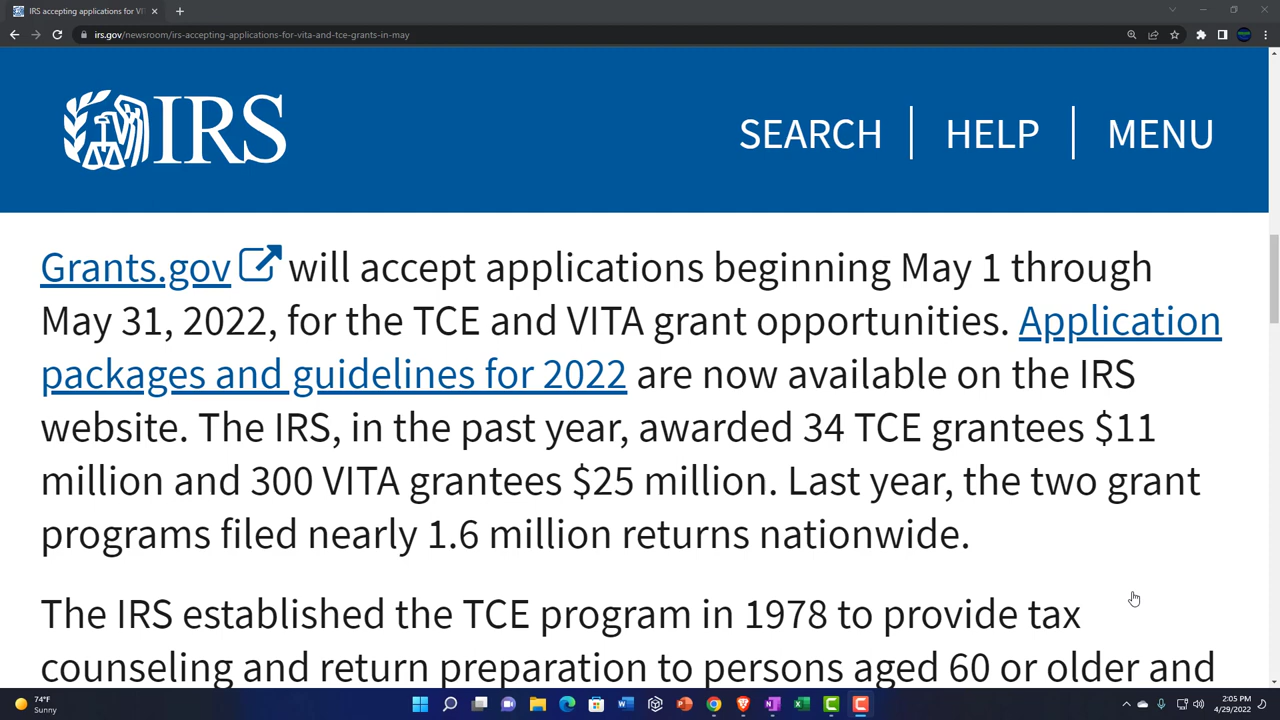 IRS accepting applications for VI
irs.gov/newsroom/irs-accepting-applications-for-vita-and-tce-grants-in-may
IRS
SEARCH
HELP
MENU
Grants.gov will accept applications beginning May 1 through
May 31, 2022, for the TCE and VITA grant opportunities. Application
packages and guidelines for 2022 are now available on the IRS
website. The IRS, in the past year, awarded 34 TCE grantees $11
million and 300 VITA grantees $25 million. Last year, the two grant
programs filed nearly 1.6 million returns nationwide.
The IRS established the TCE program in 1978 to provide tax
counseling and return preparation to persons aged 60 or older and
74°F
Sunny
2:05 PM
4/29/2022